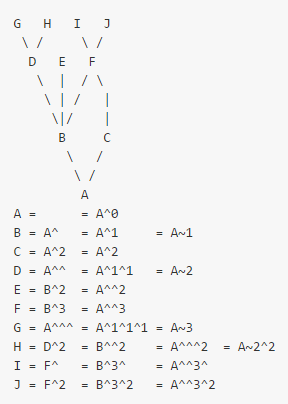 G   H   I   J
 \ /     \ /
  D   E   F
   \  |  / \
    \ | /   |
     \|/    |
      B     C
       \   /
        \ /
         A
A =      = A^0
B = A^   = A^1     = A~1
C = A^2  = A^2
D = A^^  = A^1^1   = A~2
E = B^2  = A^^2
F = B^3  = A^^3
G = A^^^ = A^1^1^1 = A~3
H = D^2  = B^^2    = A^^^2  = A~2^2
I = F^   = B^3^    = A^^3^
J = F^2  = B^3^2   = A^^3^2